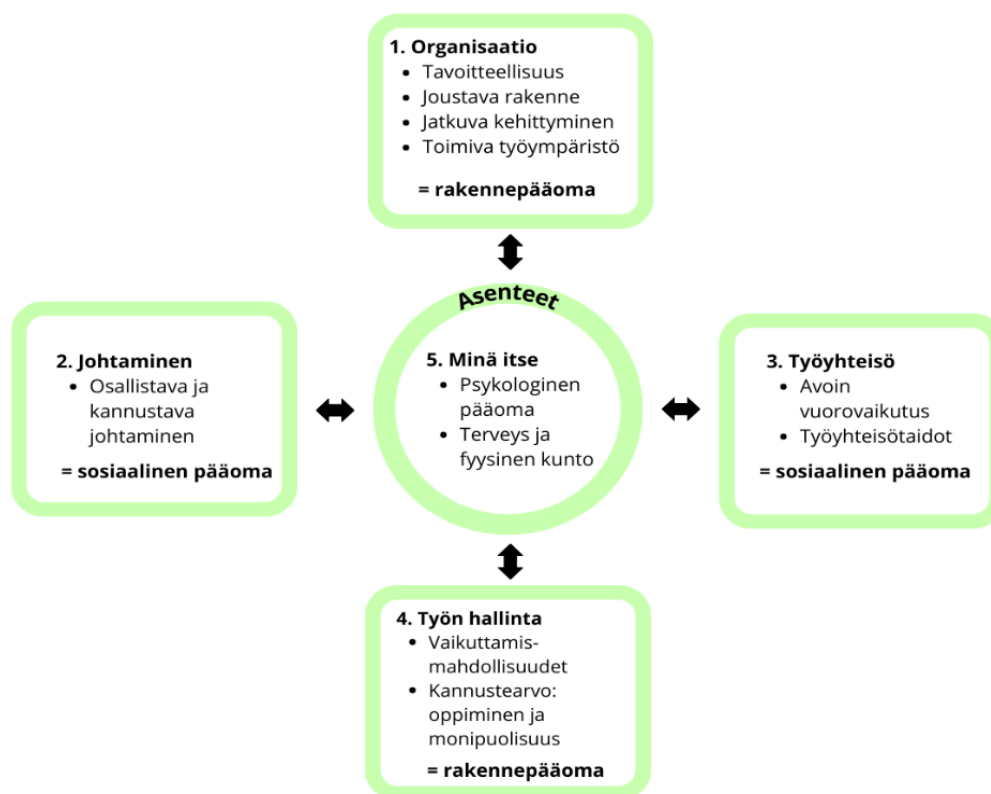 1. Organisaatio
• Tavoitteellisuus
• Joustava rakenne
• Jatkuva kehittyminen
• Toimiva työympäristö
= rakennepääoma
2. Johtaminen
• Osallistava ja
kannustava
johtaminen
= sosiaalinen pääoma
Asenteet
5. Minä itse
• Psykologinen
pääoma
• Terveys ja
fyysinen kunto
3. Työyhteisö
• Avoin
vuorovaikutus
• Työyhteisötaidot
= sosiaalinen pääoma
4. Työn hallinta
• Vaikuttamis-
mahdollisuudet
• Kannustearvo:
oppiminen ja
monipuolisuus
= rakennepääoma